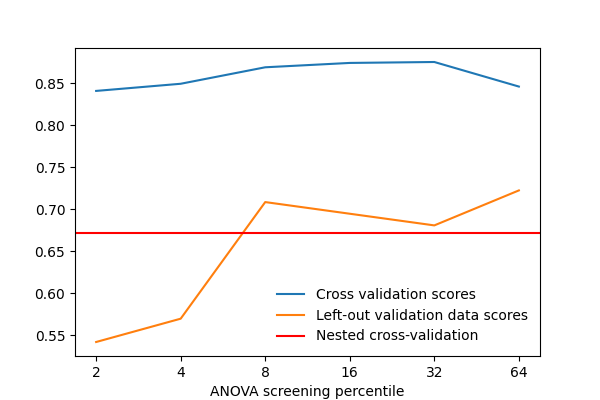 0.85
0.80
0.75
0.70
0.65
0.60
0.55
Cross validation scores
Left-out validation data scores
Nested cross-validation
2 4 8 16 32 64
ANOVA screening percentile